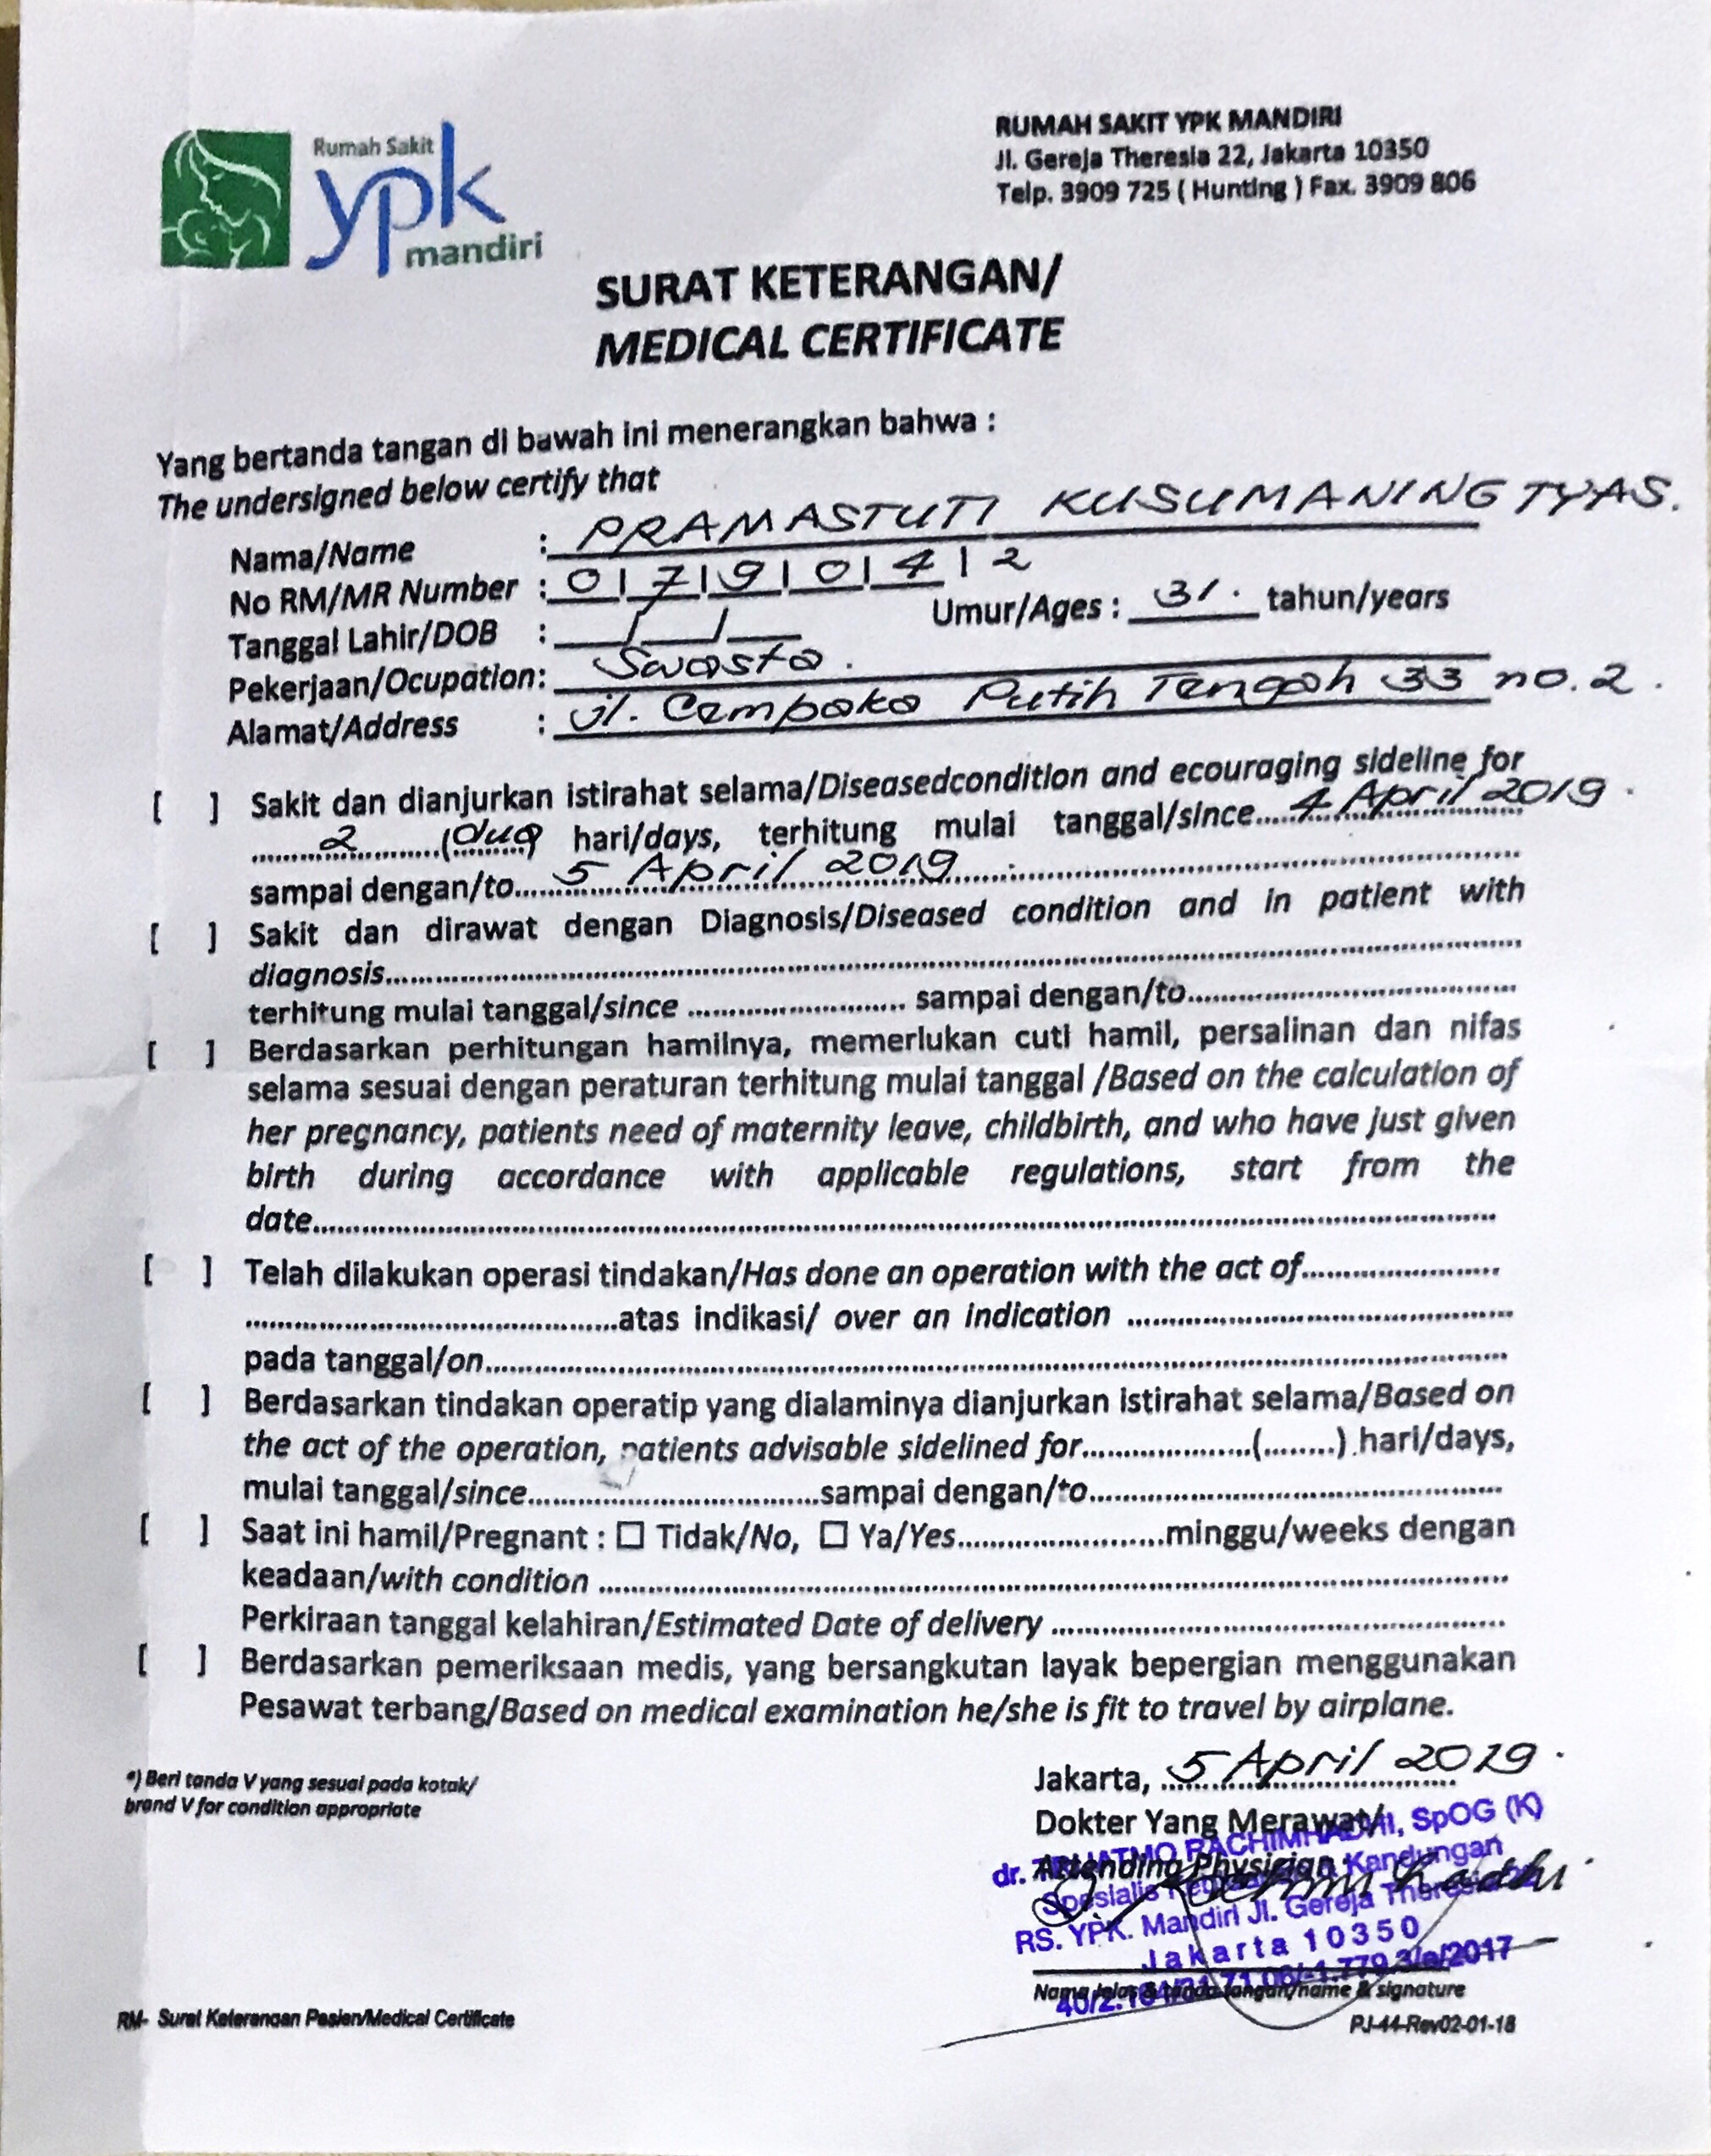 Rumah Sakit
ypk
mandiri
RUMAH SAKIT YPK MANDIRI
Jl. Gereja Theresia 22, Jakarta 10350
Telp. 3909 725 ( Hunting ) Fax. 3909 806
SURAT KETERANGAN/
MEDICAL CERTIFICATE
Yang bertanda tangan di bawah ini menerangkan bahwa :
The undersigned below certify that
Nama/Name : PRAMASTUTI KUSUMANINGTYAS.
No RM/MR Number : 0|7|9|0|4|2
Tanggal Lahir/DOB : __/__/__ Umur/Ages : 31. tahun/years
Pekerjaan/Ocupation: Swasta.
Alamat/Address : Jl. Cempaka Putih Tengah 33 no.2.
[ ] Sakit dan dianjurkan istirahat selama/Diseasedcondition and ecouraging sideline for
2 (dua) hari/days, terhitung mulai tanggal/since 4 April 2019.
sampai dengan/to 5 April 2019.
[ ] Sakit dan dirawat dengan Diagnosis/Diseased condition and in patient with
diagnosis
terhitung mulai tanggal/since .......... sampai dengan/to
[ ] Berdasarkan perhitungan hamilnya, memerlukan cuti hamil, persalinan dan nifas
selama sesuai dengan peraturan terhitung mulai tanggal /Based on the calculation of
her pregnancy, patients need of maternity leave, childbirth, and who have just given
birth during accordance with applicable regulations, start from the
date
[ ] Telah dilakukan operasi tindakan/Has done an operation with the act of
..........atas indikasi/ over an indication
pada tanggal/on
[ ] Berdasarkan tindakan operatip yang dialaminya dianjurkan istirahat selama/Based on
the act of the operation, patients advisable sidelined for..........(........) hari/days,
mulai tanggal/since..........sampai dengan/to
[ ] Saat ini hamil/Pregnant : ☐ Tidak/No, ☐ Ya/Yes..........minggu/weeks dengan
keadaan/with condition
Perkiraan tanggal kelahiran/Estimated Date of delivery
[ ] Berdasarkan pemeriksaan medis, yang bersangkutan layak bepergian menggunakan
Pesawat terbang/Based on medical examination he/she is fit to travel by airplane.
*) Beri tanda V yang sesuai pada kotak/
brand V for condition appropriate
Jakarta, 5 April 2019.
Dokter Yang Merawat/
Attending Physician
dr. RACHIMHADHI, SpOG (K)
Spesialis Kandungan
RS. YPK. Mandiri Jl. Gereja
Jakarta 10350
Nama jelas & tanda tangan/name & signature
RM- Surat Keterangan Pasien/Medical Certificate
PJ-44-Rev02-01-18